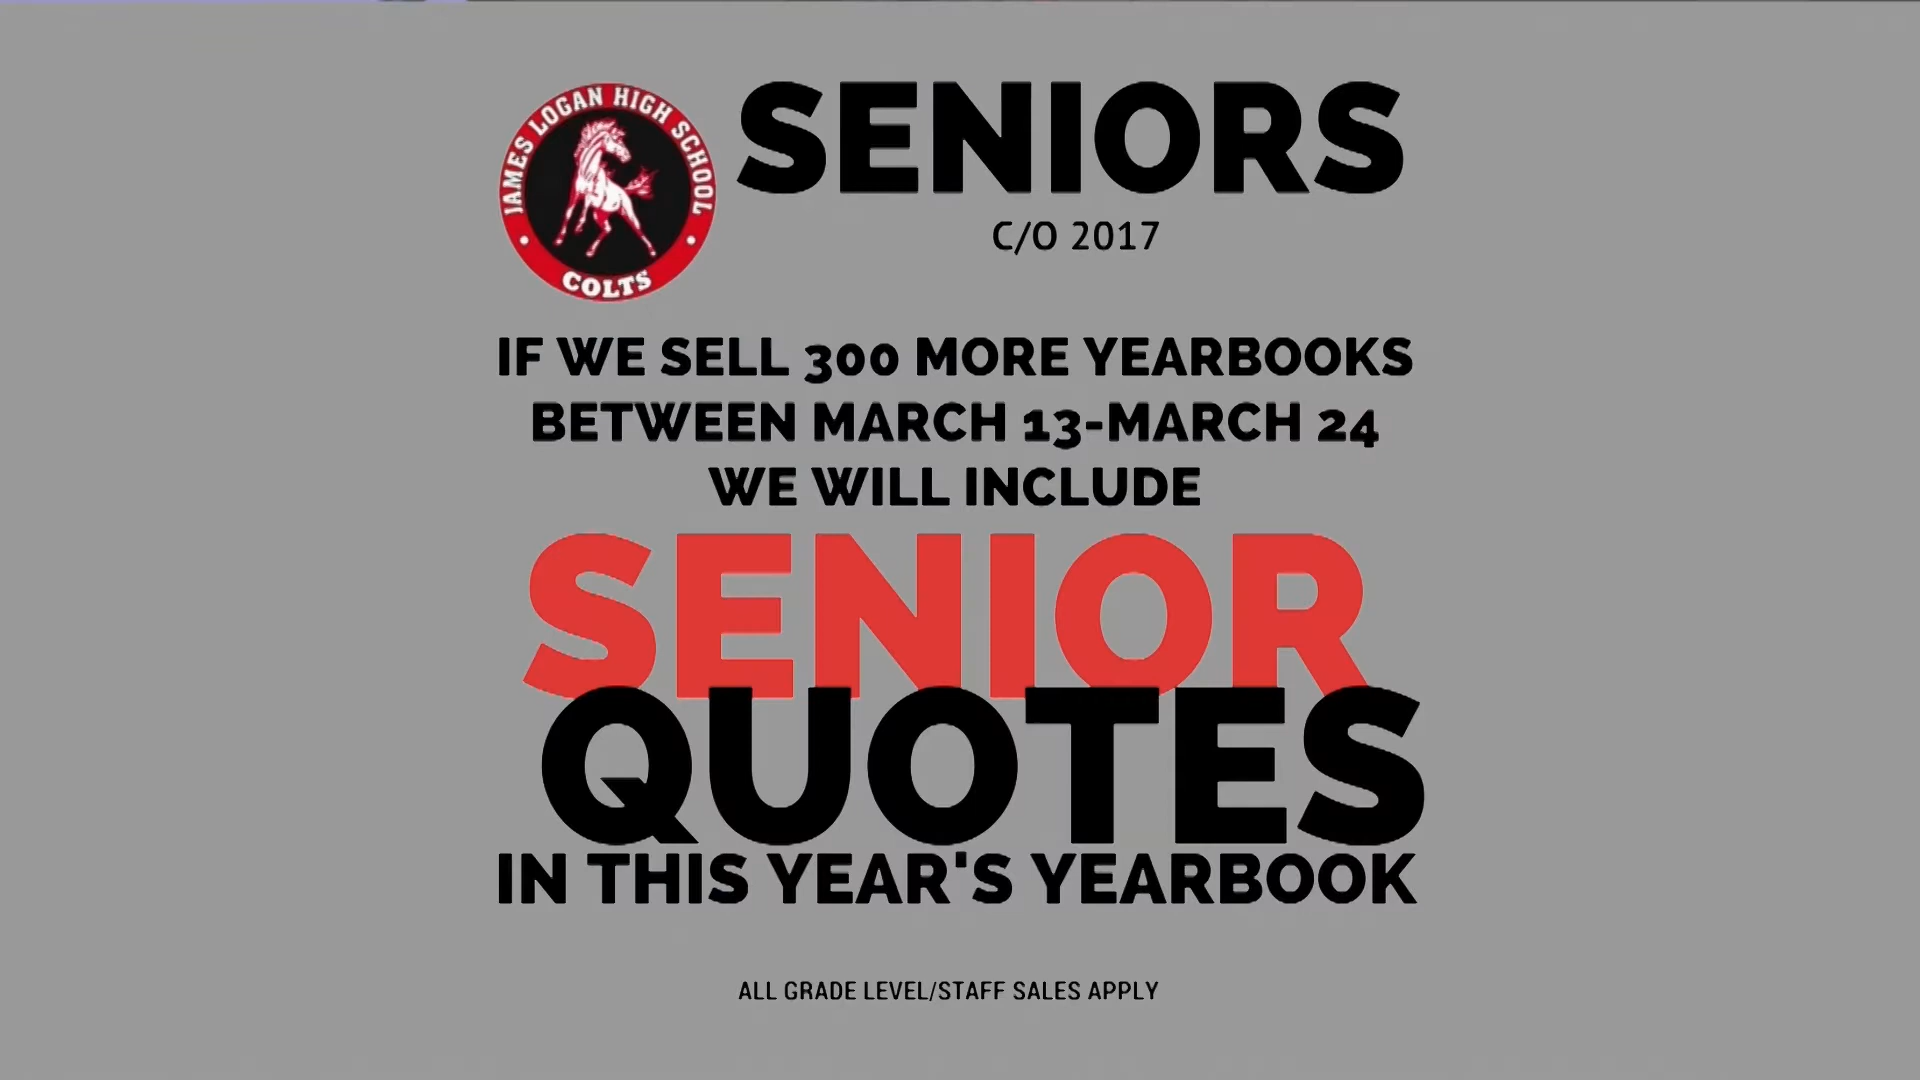 JAMES LOGAN HIGH SCHOOL
COLTS
SENIORS
C/O 2017
IF WE SELL 300 MORE YEARBOOKS
BETWEEN MARCH 13-MARCH 24
WE WILL INCLUDE
SENIOR
QUOTES
IN THIS YEAR'S YEARBOOK
ALL GRADE LEVEL/STAFF SALES APPLY